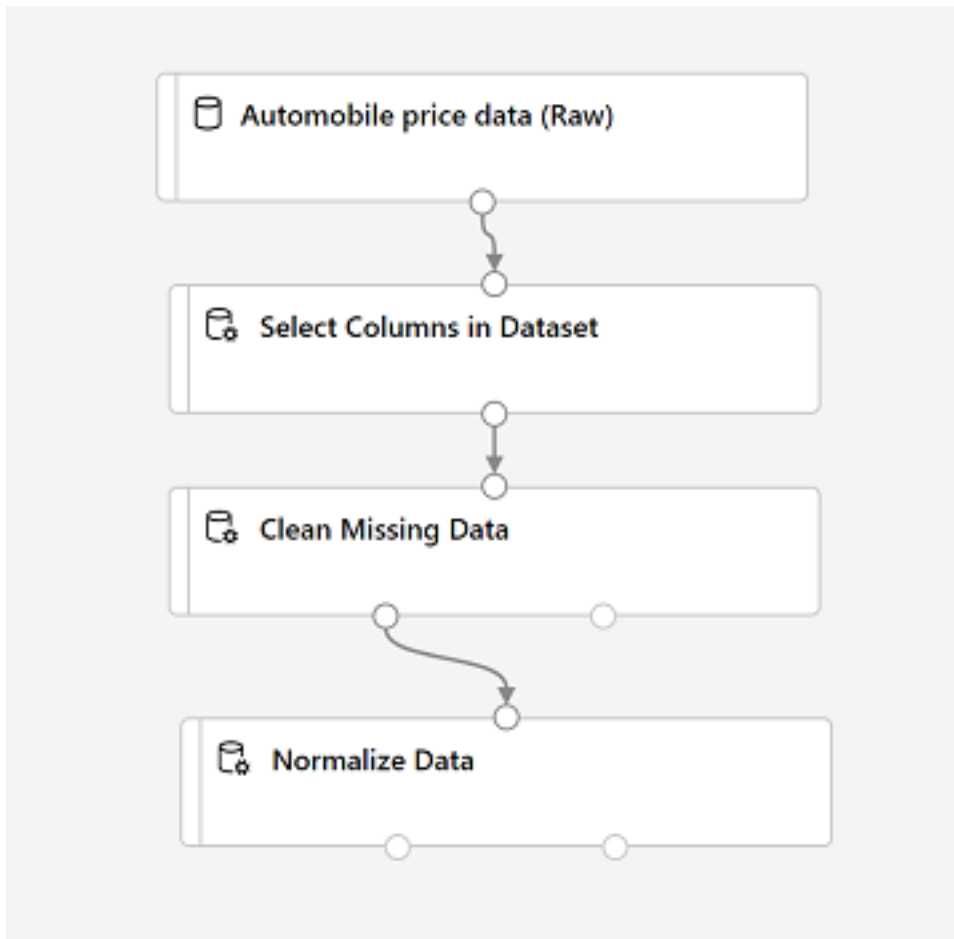 Automobile price data (Raw)
Select Columns in Dataset
Clean Missing Data
Normalize Data